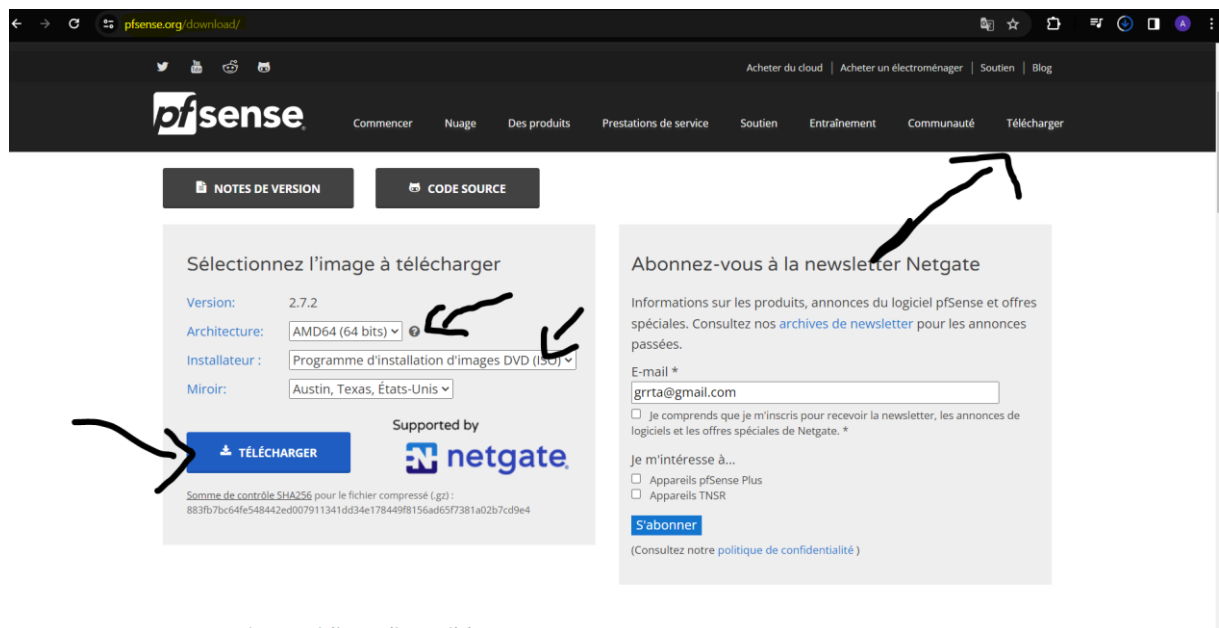 pfsense.org/download/
A
Acheter du cloud | Acheter un électroménager | Soutien | Blog
pfsense
Commencer Nuage Des produits Prestations de service Soutien Entraînement Communauté Télécharger
NOTES DE VERSION
CODE SOURCE
Sélectionnez l'image à télécharger
Version: 2.7.2
Architecture: AMD64 (64 bits)
Installateur : Programme d'installation d'images DVD (ISO)
Miroir: Austin, Texas, États-Unis
TÉLÉCHARGER
Supported by
netgate
Somme de contrôle SHA256 pour le fichier compressé (.gz) :
883fb7bc64fe548442ed007911341dd34e178449f8156ad65f7381a02b7cd9e4
Abonnez-vous à la newsletter Netgate
Informations sur les produits, annonces du logiciel pfSense et offres
spéciales. Consultez nos archives de newsletter pour les annonces
passées.
E-mail *
grrta@gmail.com
Je comprends que je m'inscris pour recevoir la newsletter, les annonces de
logiciels et les offres spéciales de Netgate. *
Je m'intéresse à...
Appareils pfSense Plus
Appareils TNSR
S'abonner
(Consultez notre politique de confidentialité )